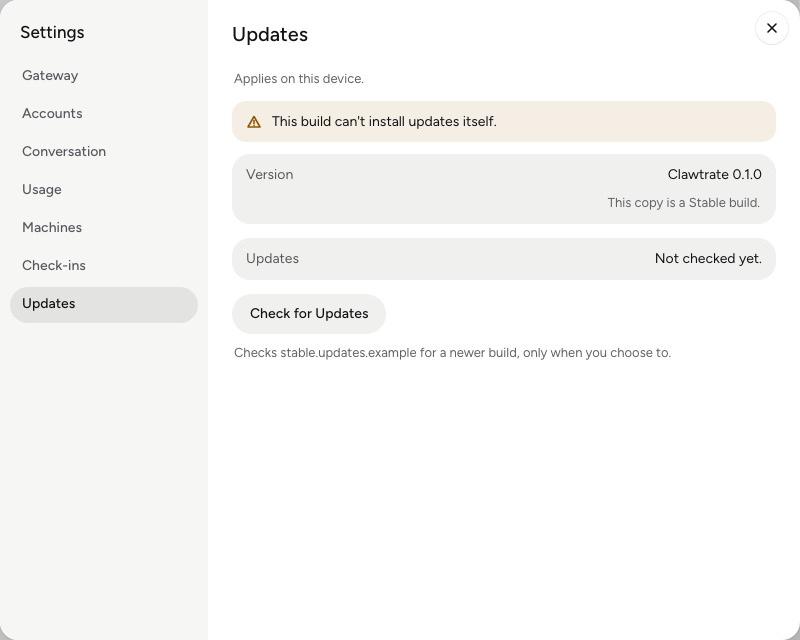 Settings
Gateway
Accounts
Conversation
Usage
Machines
Check-ins
Updates
Updates
Applies on this device.
This build can't install updates itself.
Version
Clawtrate 0.1.0
This copy is a Stable build.
Updates
Not checked yet.
Check for Updates
Checks stable.updates.example for a newer build, only when you choose to.